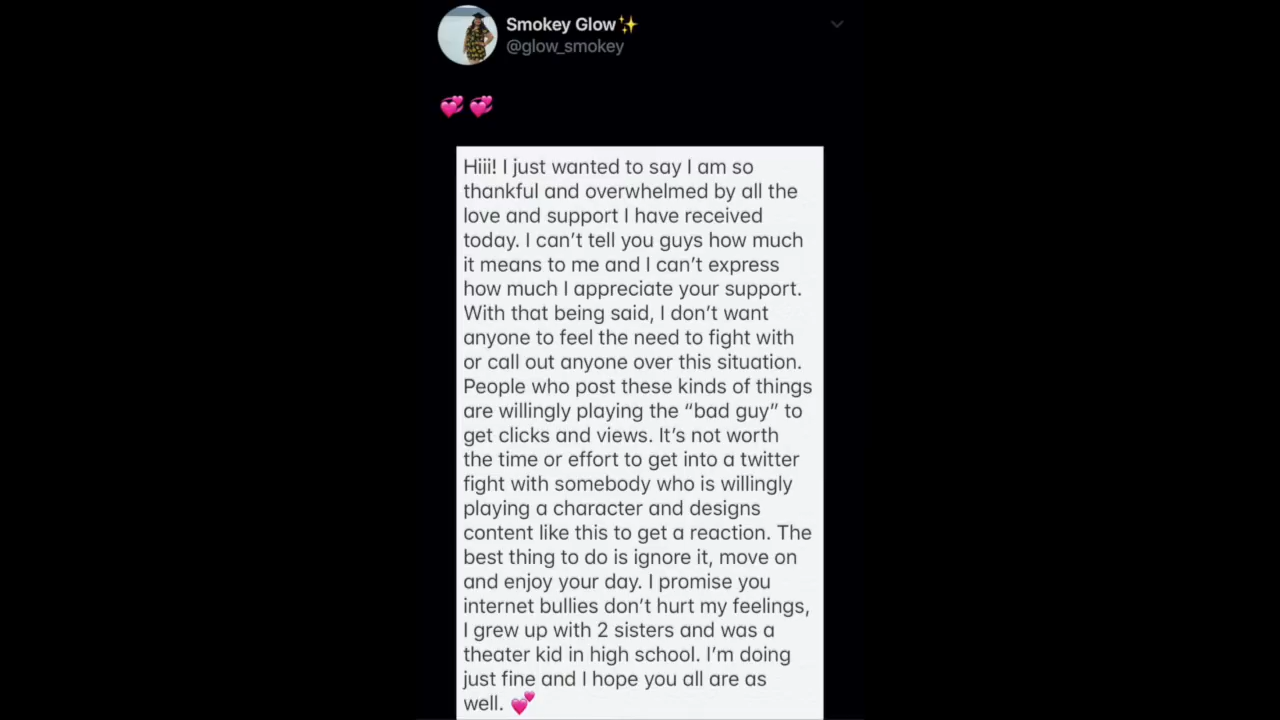 Smokey Glow✨
@glow_smokey
💞 💞
Hiii! I just wanted to say I am so
thankful and overwhelmed by all the
love and support I have received
today. I can't tell you guys how much
it means to me and I can't express
how much I appreciate your support.
With that being said, I don't want
anyone to feel the need to fight with
or call out anyone over this situation.
People who post these kinds of things
are willingly playing the “bad guy” to
get clicks and views. It's not worth
the time or effort to get into a twitter
fight with somebody who is willingly
playing a character and designs
content like this to get a reaction. The
best thing to do is ignore it, move on
and enjoy your day. I promise you
internet bullies don't hurt my feelings,
I grew up with 2 sisters and was a
theater kid in high school. I'm doing
just fine and I hope you all are as
well. 💕